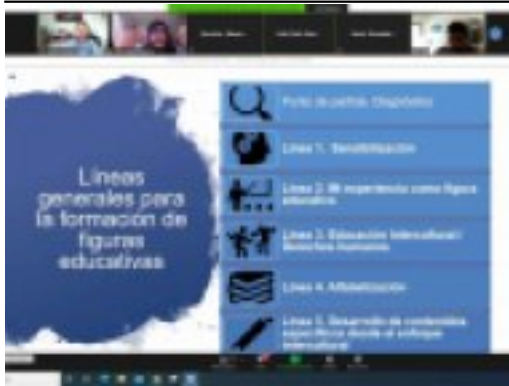 Líneas
generales para
la formación de
figuras
educativas
Punto de partida. Diagnóstico
Línea 1. Sensibilización
Línea 2. Mi experiencia como figura
educativa
Línea 3. Educación intercultural /
Derechos humanos
Línea 4. Alfabetización
Línea 5. Desarrollo de contenidos
específicos desde el enfoque
intercultural